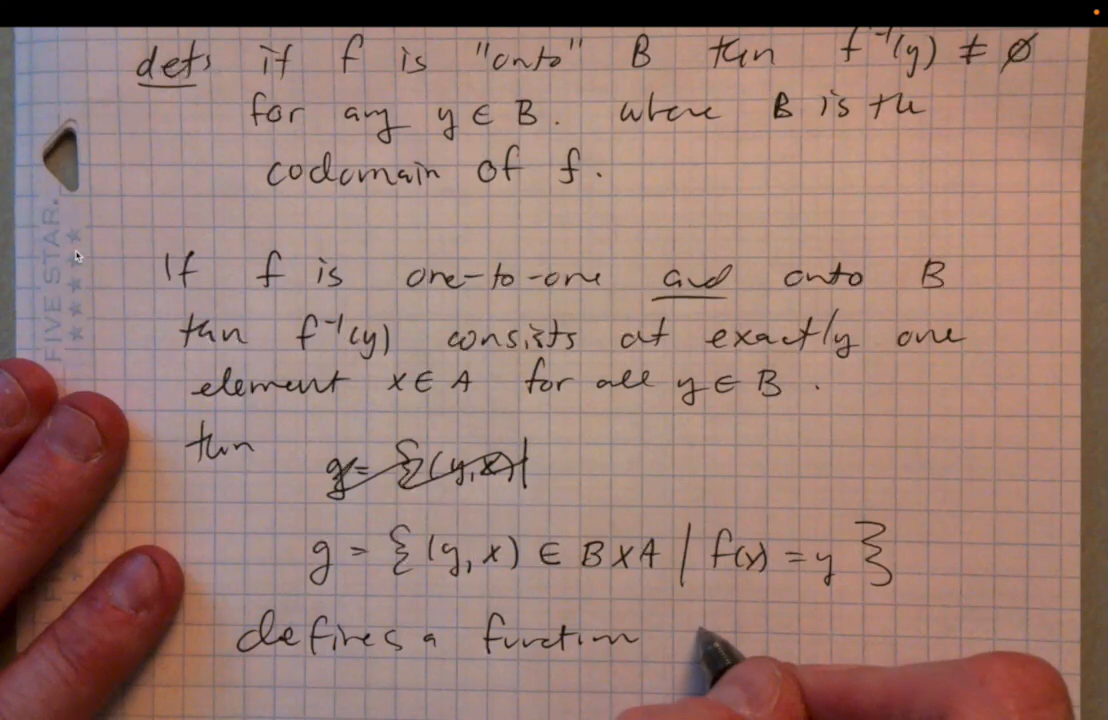 defs if f is "onto" B then f⁻¹(y) ≠ ∅
for any y ∈ B. where B is the
codomain of f.
If f is one-to-one and onto B
then f⁻¹(y) consists of exactly one
element x ∈ A for all y ∈ B.
then g = {(y,x)|
g = {(y,x) ∈ B×A | f(x) = y}
defines a function
FIVE STAR.